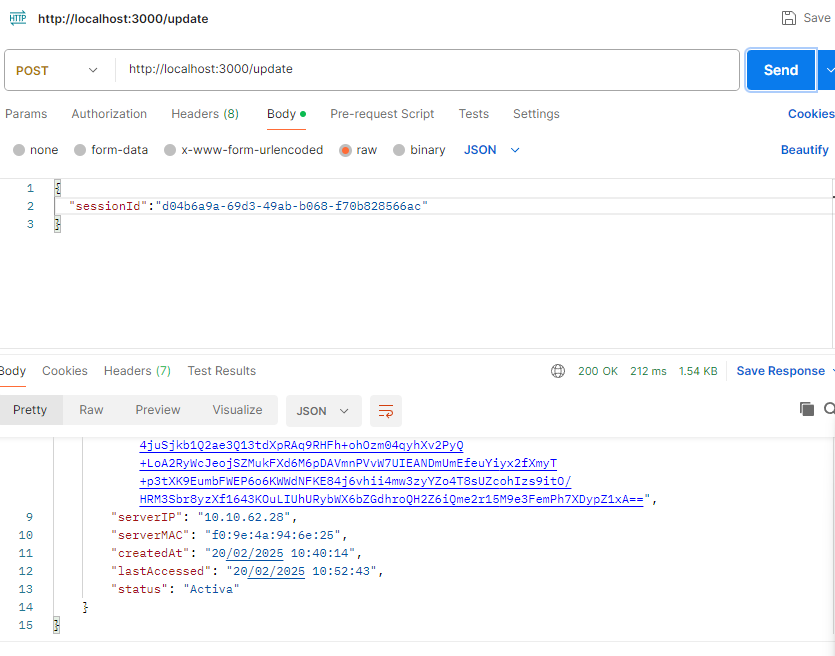 HTTP http://localhost:3000/update Save
POST http://localhost:3000/update Send
Params Authorization Headers (8) Body Pre-request Script Tests Settings Cookies
none form-data x-www-form-urlencoded raw binary JSON Beautify
1 {
2 "sessionId":"d04b6a9a-69d3-49ab-b068-f70b828566ac"
3 }
Body Cookies Headers (7) Test Results 200 OK 212 ms 1.54 KB Save Response
Pretty Raw Preview Visualize JSON
4juSjkb1Q2ae3Q13tdXpRAq9RHFh+ohOzm04qyhXv2PyQ
+LoA2RyWcJeojSZMukFXd6M6pDAVmnPVvW7UIEANDmUmEfeuYiyx2fXmyT
+p3tXK9EumbFWEP6o6KWWdNFKE84j6vhii4mw3zyYZo4T8sUZcohIzs9itO/
HRM3Sbr8yzXf1643KOuLIUhURybWX6bZGdhroQH2Z6iQme2r15M9e3FemPh7XDypZ1xA==",
9 "serverIP": "10.10.62.28",
10 "serverMAC": "f0:9e:4a:94:6e:25",
11 "createdAt": "20/02/2025 10:40:14",
12 "lastAccessed": "20/02/2025 10:52:43",
13 "status": "Activa"
14 }
15 }